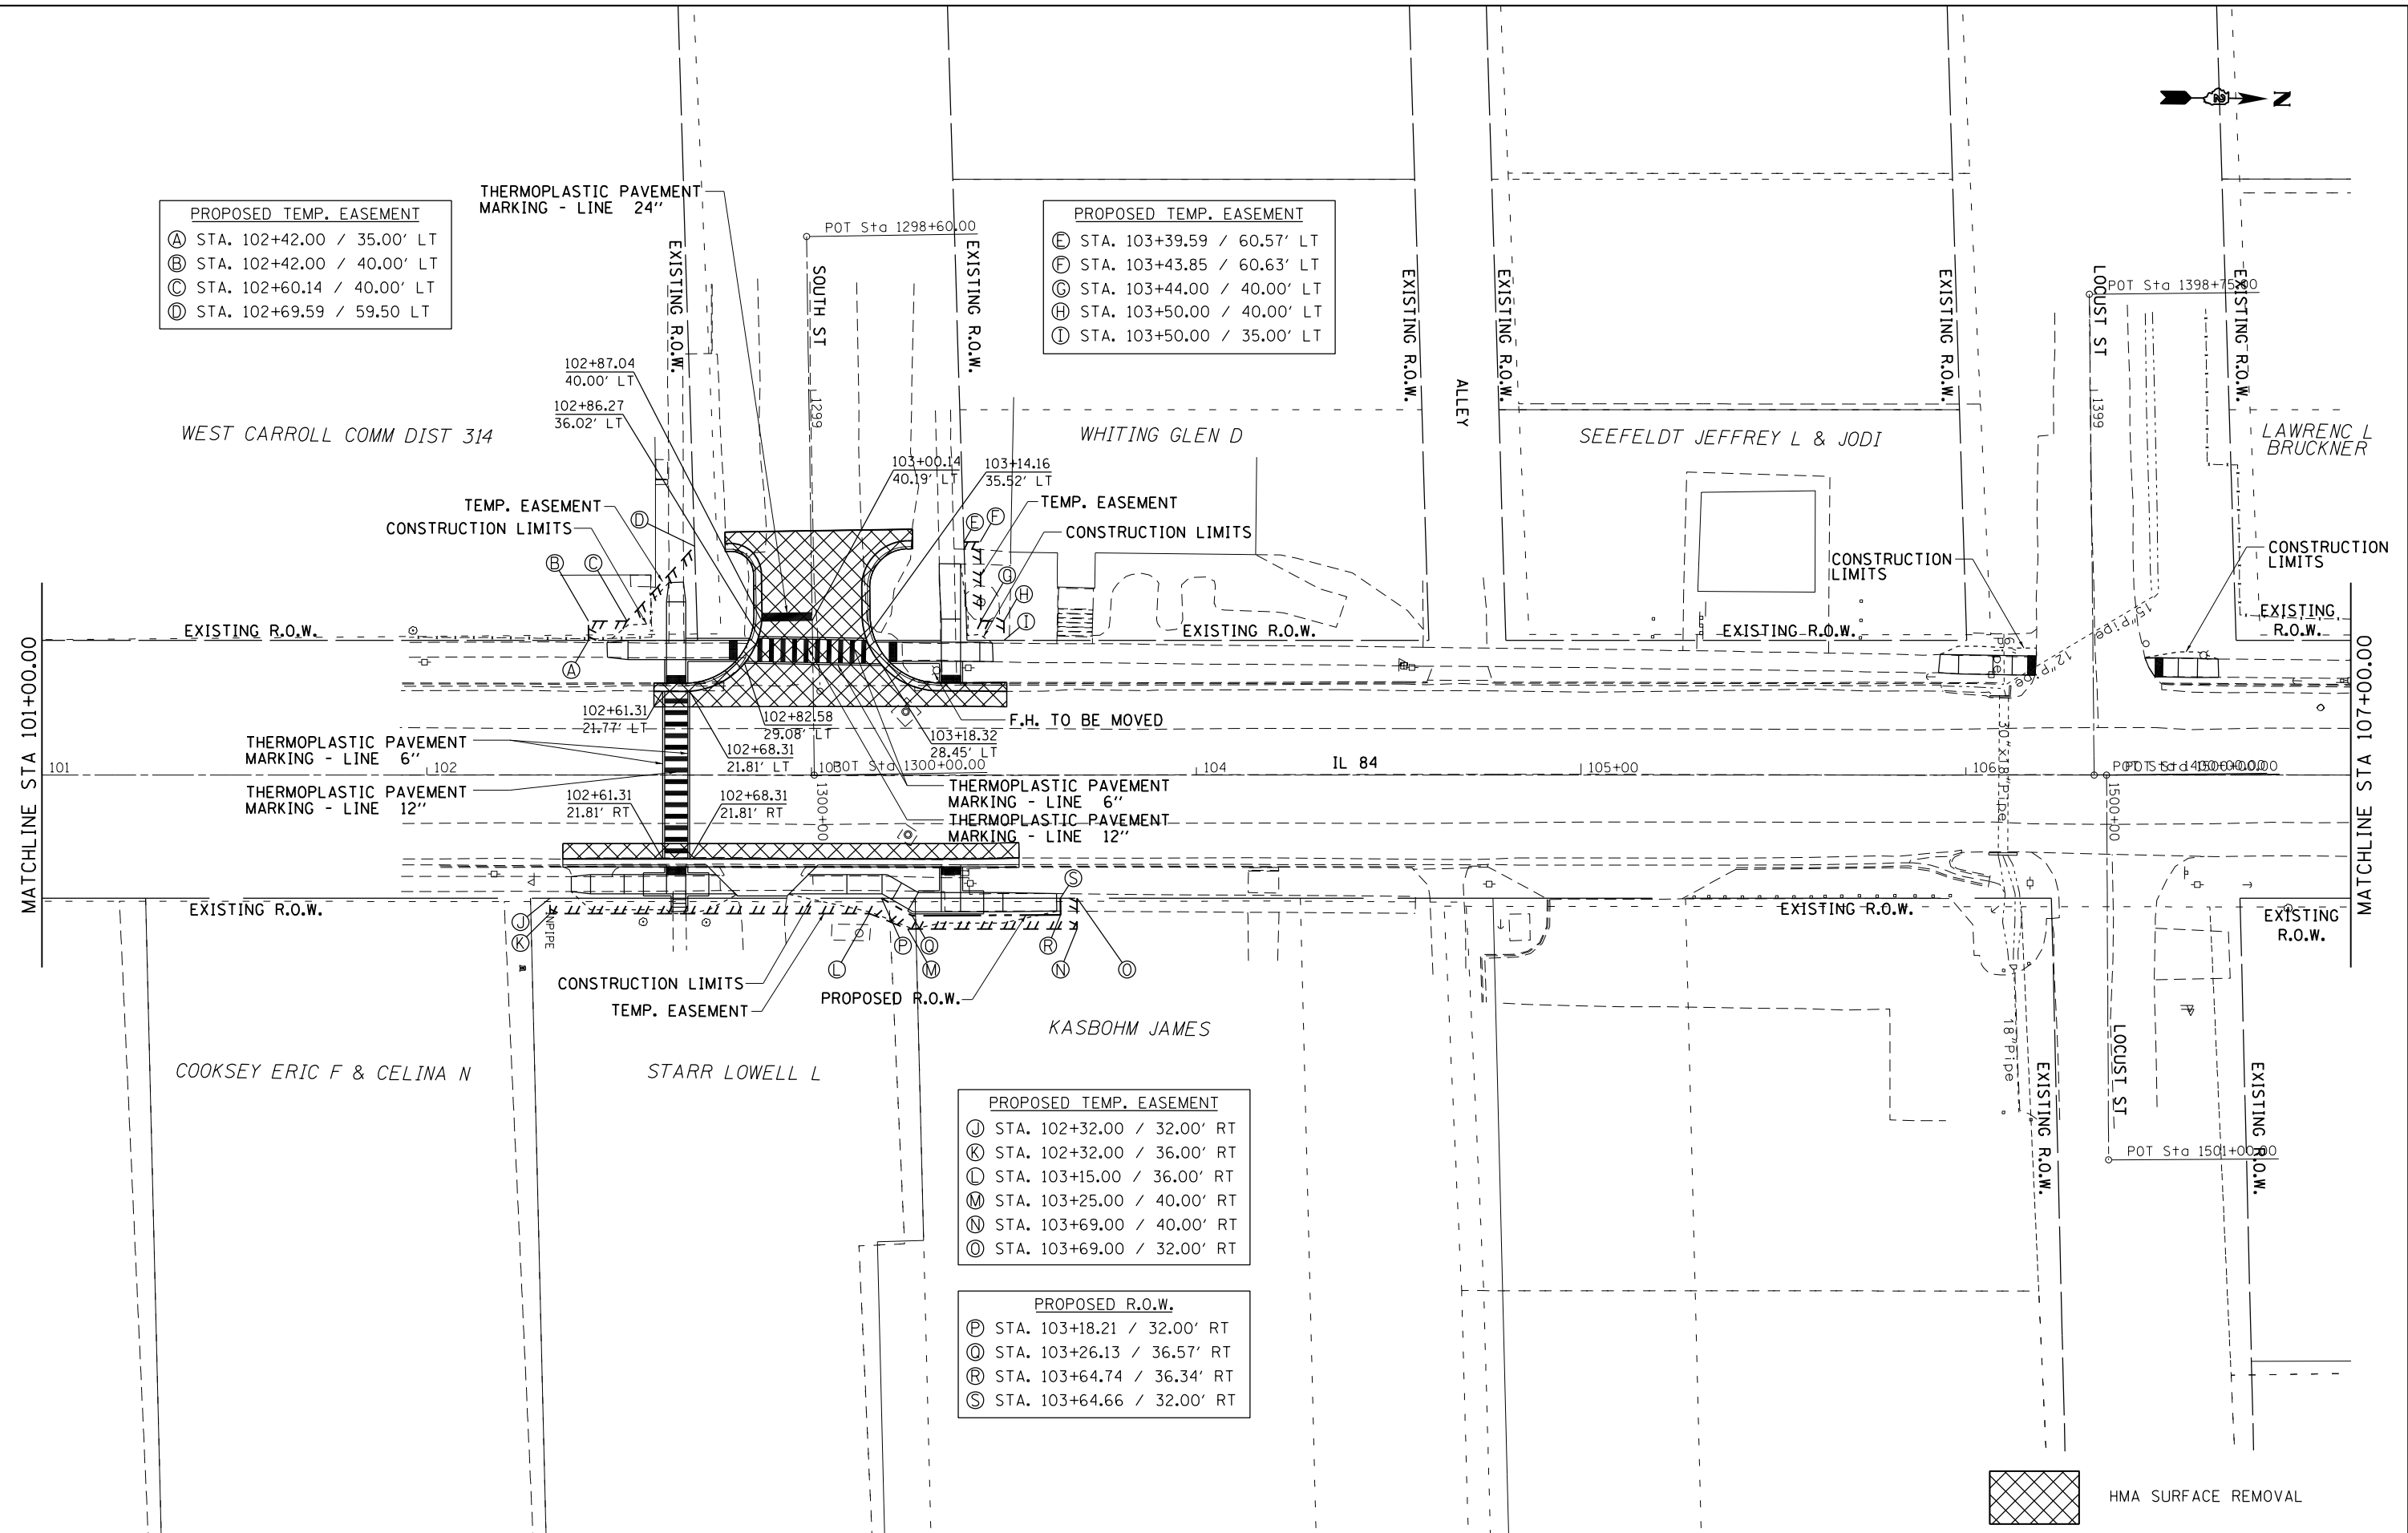 N
THERMOPLASTIC PAVEMENT
MARKING - LINE 24''
PROPOSED TEMP. EASEMENT
Ⓐ STA. 102+42.00 / 35.00' LT
Ⓑ STA. 102+42.00 / 40.00' LT
Ⓒ STA. 102+60.14 / 40.00' LT
Ⓓ STA. 102+69.59 / 59.50 LT
POT Sta 1298+60.00
PROPOSED TEMP. EASEMENT
Ⓔ STA. 103+39.59 / 60.57' LT
Ⓕ STA. 103+43.85 / 60.63' LT
Ⓖ STA. 103+44.00 / 40.00' LT
Ⓗ STA. 103+50.00 / 40.00' LT
Ⓘ STA. 103+50.00 / 35.00' LT
EXISTING R.O.W.
SOUTH ST
EXISTING R.O.W.
EXISTING R.O.W.
EXISTING R.O.W.
EXISTING R.O.W.
LOCUST ST
EXISTING R.O.W.
POT Sta 1398+75.00
1299
ALLEY
1399
102+87.04
40.00' LT
102+86.27
36.02' LT
WEST CARROLL COMM DIST 314
WHITING GLEN D
SEEFELDT JEFFREY L & JODI
LAWRENC L
BRUCKNER
103+00.14
40.19' LT
103+14.16
35.52' LT
TEMP. EASEMENT
CONSTRUCTION LIMITS
Ⓓ
Ⓔ
Ⓕ
TEMP. EASEMENT
CONSTRUCTION LIMITS
Ⓑ
Ⓒ
Ⓖ
Ⓗ
Ⓘ
CONSTRUCTION
LIMITS
CONSTRUCTION
LIMITS
EXISTING R.O.W.
Ⓐ
EXISTING R.O.W.
EXISTING R.O.W.
EXISTING
R.O.W.
15"Pipe
12"Pipe
6"
Pipe
MATCHLINE STA 101+00.00
MATCHLINE STA 107+00.00
102+61.31
21.77' LT
102+82.58
29.08' LT
102+68.31
21.81' LT
103+18.32
28.45' LT
F.H. TO BE MOVED
THERMOPLASTIC PAVEMENT
MARKING - LINE 6''
THERMOPLASTIC PAVEMENT
MARKING - LINE 12''
101
102
103
POT Sta 1300+00.00
104
IL 84
105+00
106
30"x18"Pipe
1300+00
1500+00
102+61.31
21.81' RT
102+68.31
21.81' RT
THERMOPLASTIC PAVEMENT
MARKING - LINE 6''
THERMOPLASTIC PAVEMENT
MARKING - LINE 12''
EXISTING R.O.W.
Ⓙ
Ⓚ
Ⓢ
Ⓟ
Ⓠ
Ⓡ
Ⓛ
Ⓜ
Ⓝ
Ⓞ
EXISTING R.O.W.
EXISTING
R.O.W.
CONSTRUCTION LIMITS
TEMP. EASEMENT
PROPOSED R.O.W.
KASBOHM JAMES
COOKSEY ERIC F & CELINA N
STARR LOWELL L
18"Pipe
EXISTING R.O.W.
LOCUST ST
EXISTING R.O.W.
POT Sta 1501+00.00
PROPOSED TEMP. EASEMENT
Ⓙ STA. 102+32.00 / 32.00' RT
Ⓚ STA. 102+32.00 / 36.00' RT
Ⓛ STA. 103+15.00 / 36.00' RT
Ⓜ STA. 103+25.00 / 40.00' RT
Ⓝ STA. 103+69.00 / 40.00' RT
Ⓞ STA. 103+69.00 / 32.00' RT
PROPOSED R.O.W.
Ⓟ STA. 103+18.21 / 32.00' RT
Ⓠ STA. 103+26.13 / 36.57' RT
Ⓡ STA. 103+64.74 / 36.34' RT
Ⓢ STA. 103+64.66 / 32.00' RT
HMA SURFACE REMOVAL